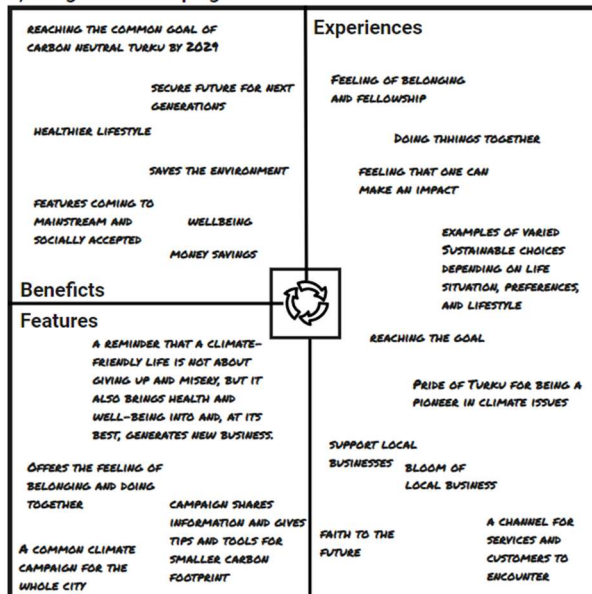 REACHING THE COMMON GOAL OF
CARBON NEUTRAL TURKU BY 2029
SECURE FUTURE FOR NEXT
GENERATIONS
HEALTHIER LIFESTYLE
SAVES THE ENVIRONMENT
FEATURES COMING TO
MAINSTREAM AND
SOCIALLY ACCEPTED
WELLBEING
MONEY SAVINGS
Beneficts
Experiences
FEELING OF BELONGING
AND FELLOWSHIP
DOING THHINGS TOGETHER
FEELING THAT ONE CAN
MAKE AN IMPACT
EXAMPLES OF VARIED
SUSTAINABLE CHOICES
DEPENDING ON LIFE
SITUATION, PREFERENCES,
AND LIFESTYLE
REACHING THE GOAL
PRIDE OF TURKU FOR BEING A
PIONEER IN CLIMATE ISSUES
SUPPORT LOCAL
BUSINESSES
BLOOM OF
LOCAL BUSINESS
FAITH TO THE
FUTURE
A CHANNEL FOR
SERVICES AND
CUSTOMERS TO
ENCOUNTER
Features
A REMINDER THAT A CLIMATE-
FRIENDLY LIFE IS NOT ABOUT
GIVING UP AND MISERY, BUT IT
ALSO BRINGS HEALTH AND
WELL-BEING INTO AND, AT ITS
BEST, GENERATES NEW BUSINESS.
OFFERS THE FEELING OF
BELONGING AND DOING
TOGETHER
CAMPAIGN SHARES
INFORMATION AND GIVES
TIPS AND TOOLS FOR
SMALLER CARBON
FOOTPRINT
A COMMON CLIMATE
CAMPAIGN FOR THE
WHOLE CITY